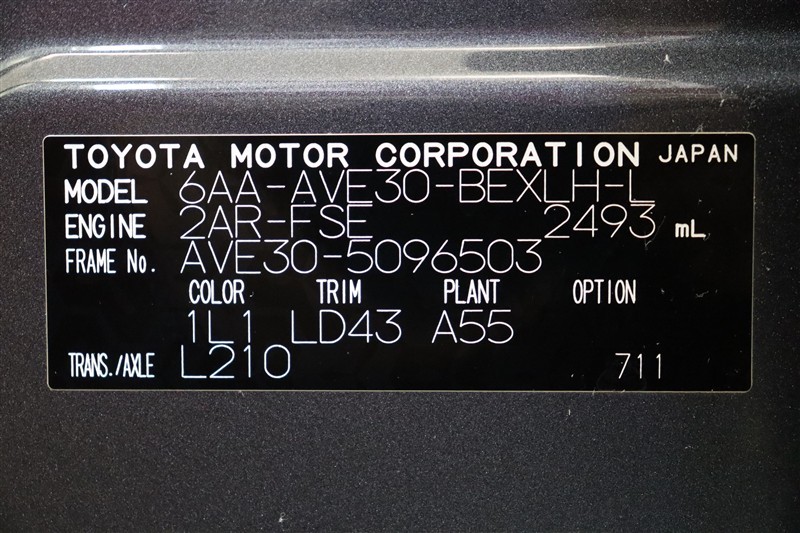 TOYOTA MOTOR CORPORATION JAPAN
MODEL 6AA-AVE30-BEXLH-L
ENGINE 2AR-FSE 2493 mL
FRAME No. AVE30-5096503
COLOR TRIM PLANT OPTION
1L1 LD43 A55
TRANS./AXLE L210 711